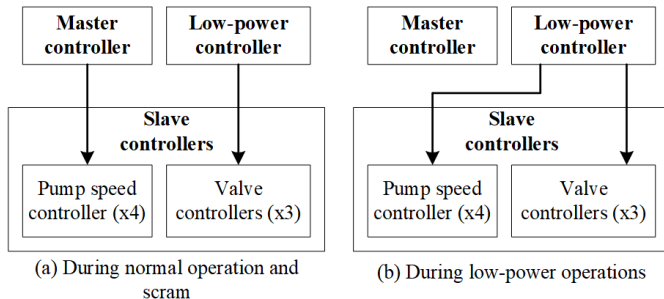 Master
controller
Low-power
controller
Slave
controllers
Pump speed
controller (x4)
Valve
controllers (x3)
(a) During normal operation and
scram
Master
controller
Low-power
controller
Slave
controllers
Pump speed
controller (x4)
Valve
controllers (x3)
(b) During low-power operations